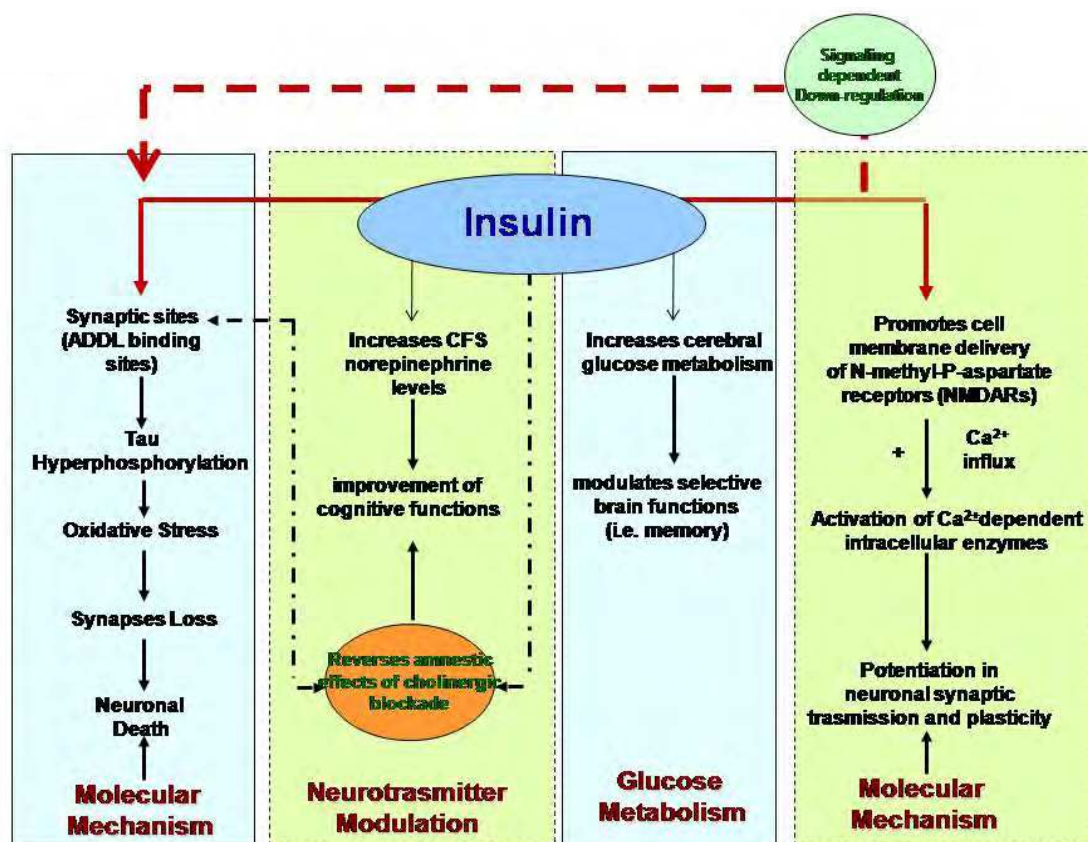 Signaling
dependent
Down-regulation
Insulin
Synaptic sites
(ADDL binding
sites)
Tau
Hyperphosphorylation
Oxidative Stress
Synapses Loss
Neuronal
Death
Molecular
Mechanism
Increases CFS
norepinephrine
levels
improvement of
cognitive functions
Reverses amnestic
effects of cholinergic
blockade
Neurotrasmitter
Modulation
Increases cerebral
glucose metabolism
modulates selective
brain functions
(i.e. memory)
Glucose
Metabolism
Promotes cell
membrane delivery
of N-methyl-P-aspartate
receptors (NMDARs)
+
Ca²⁺
influx
Activation of Ca²⁺dependent
intracellular enzymes
Potentiation in
neuronal synaptic
trasmission and plasticity
Molecular
Mechanism